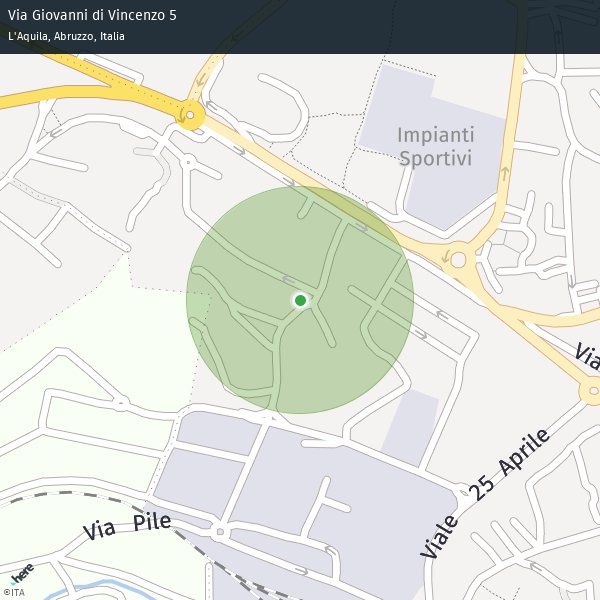 Via Giovanni di Vincenzo 5
L'Aquila, Abruzzo, Italia
Impianti
Sportivi
Via
Viale 25 Aprile
Via Pile
here
©ITA